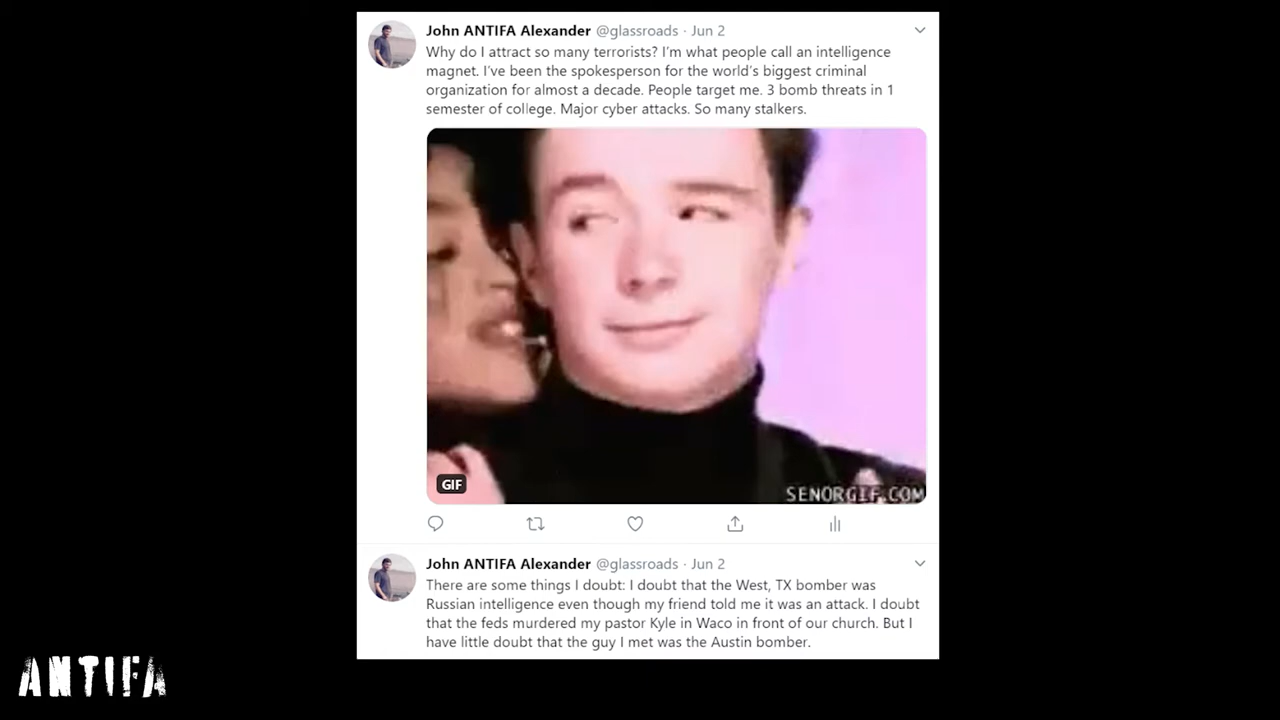 John ANTIFA Alexander @glassroads · Jun 2
Why do I attract so many terrorists? I'm what people call an intelligence
magnet. I've been the spokesperson for the world's biggest criminal
organization for almost a decade. People target me. 3 bomb threats in 1
semester of college. Major cyber attacks. So many stalkers.
GIF
SENORGIF.COM
John ANTIFA Alexander @glassroads · Jun 2
There are some things I doubt: I doubt that the West, TX bomber was
Russian intelligence even though my friend told me it was an attack. I doubt
that the feds murdered my pastor Kyle in Waco in front of our church. But I
have little doubt that the guy I met was the Austin bomber.
ANTIFA